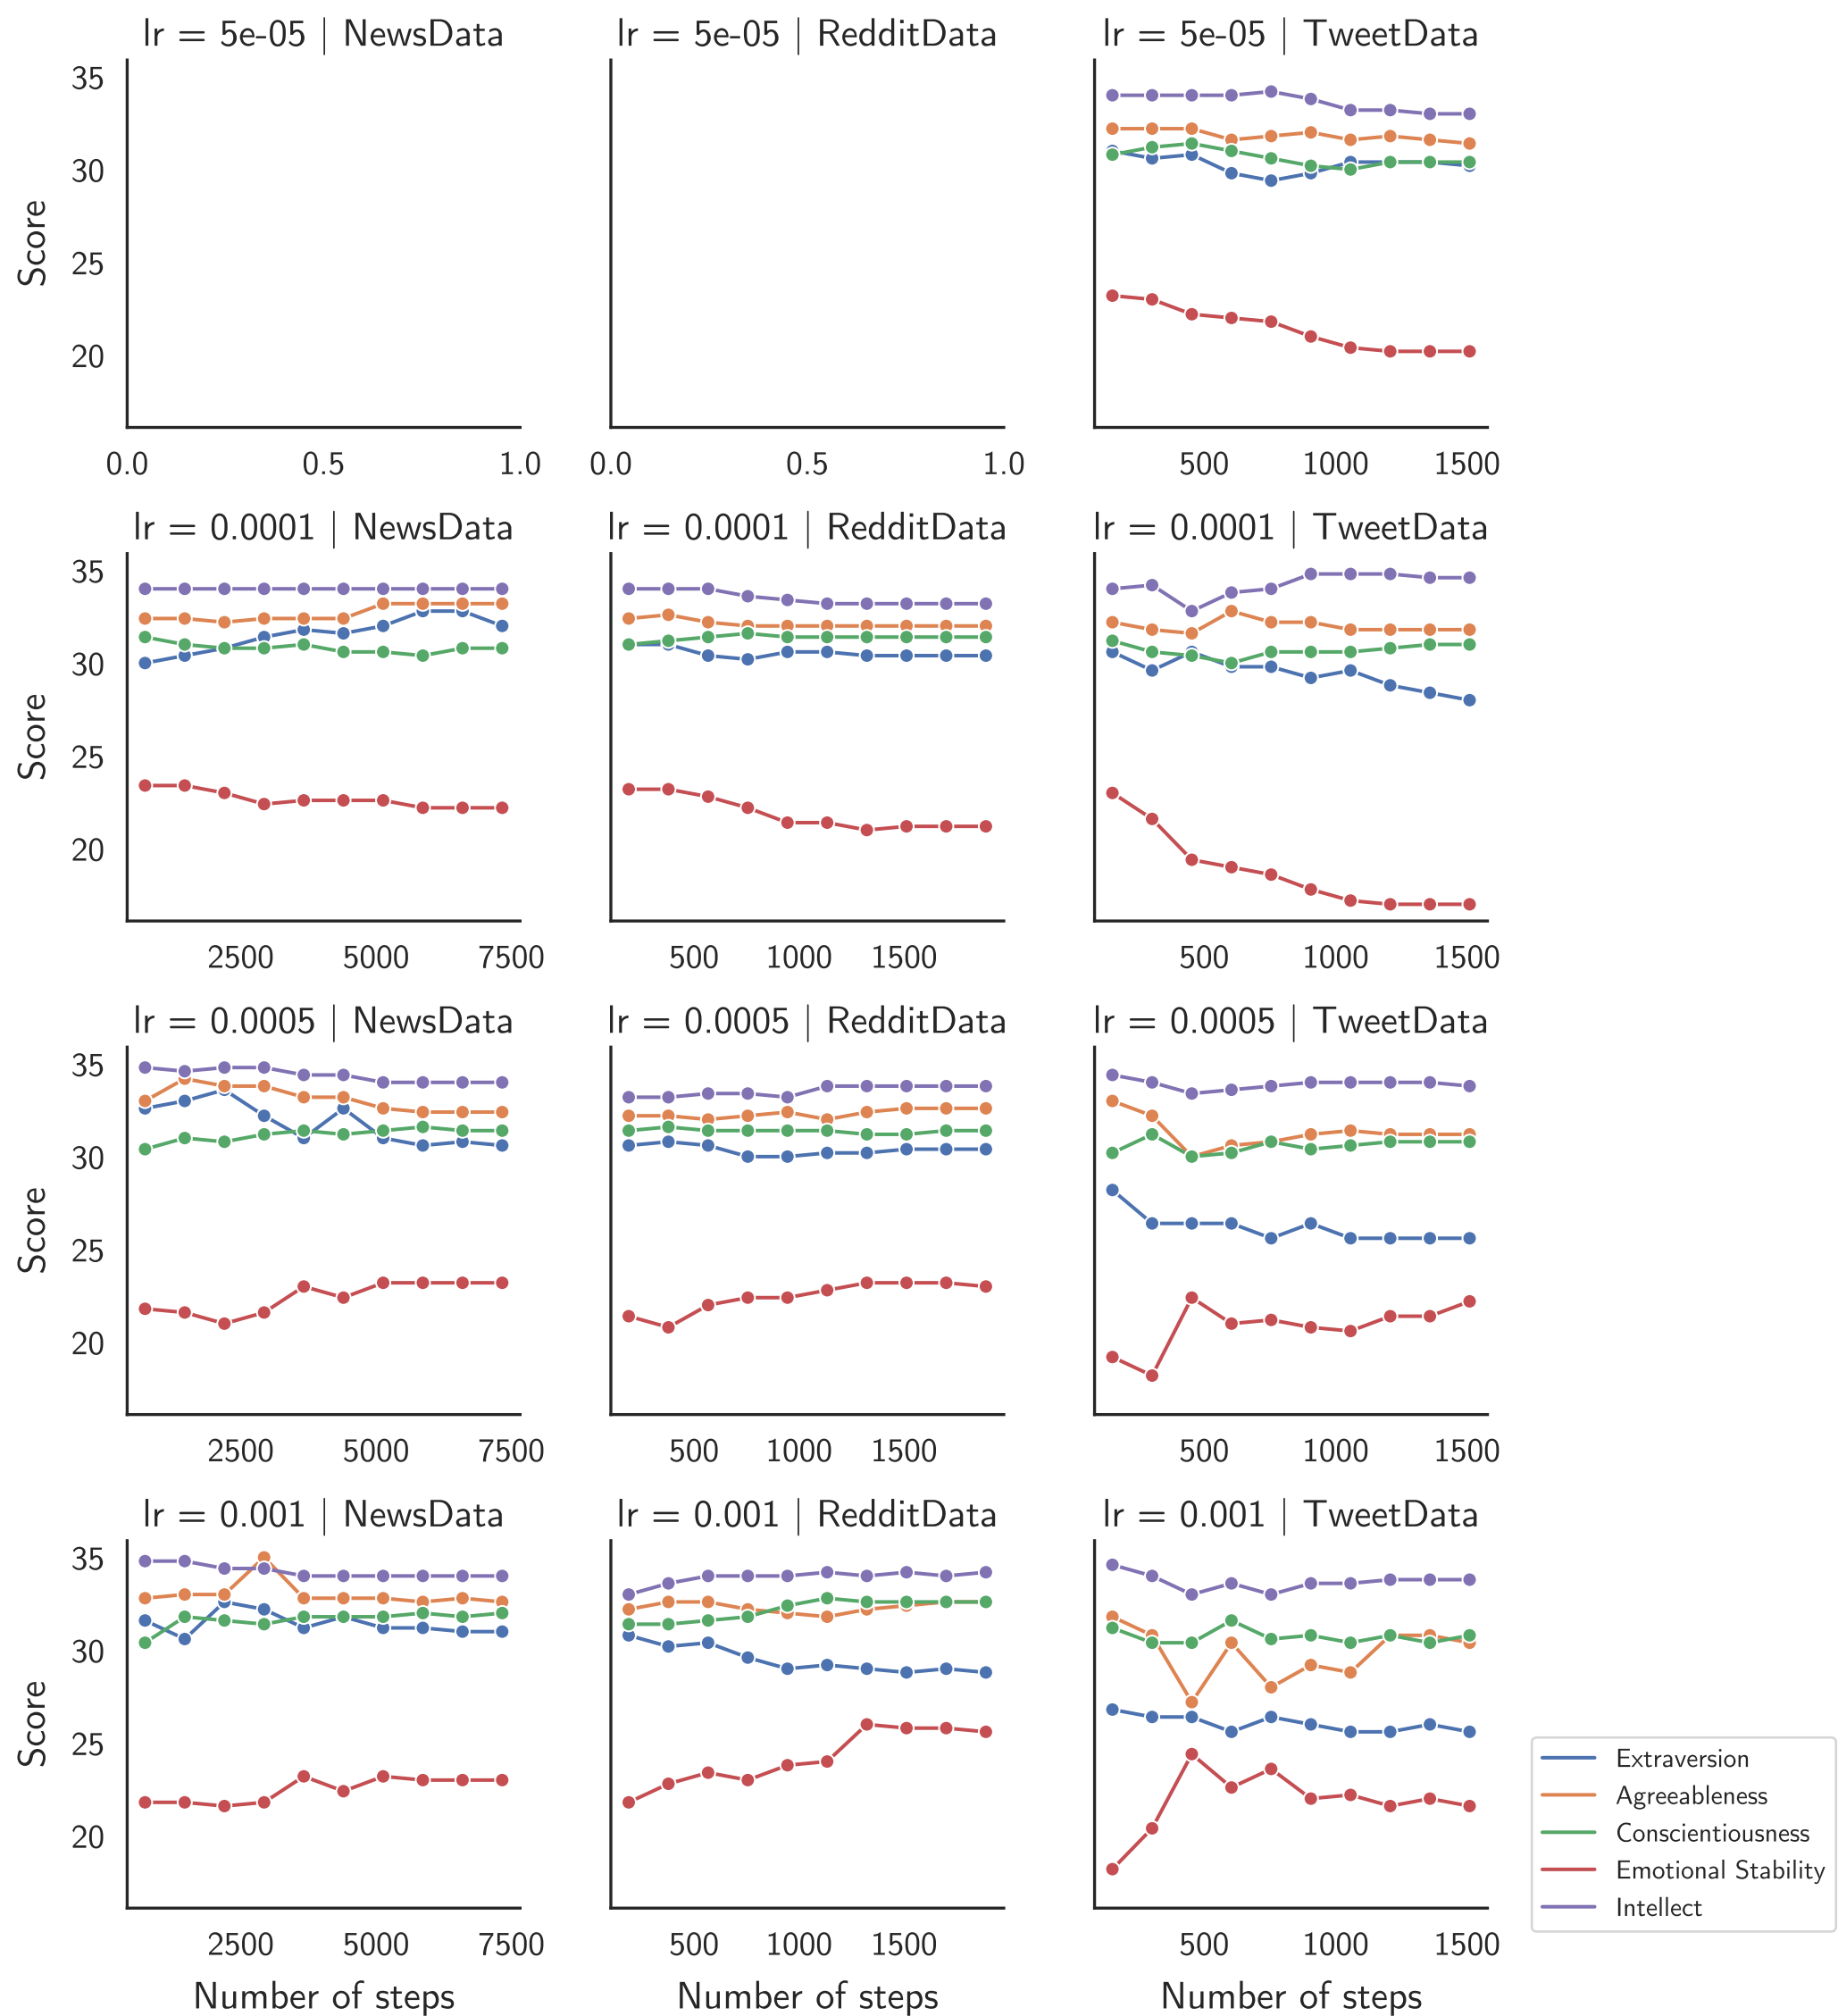 lr = 5e-05 | NewsData
lr = 5e-05 | RedditData
lr = 5e-05 | TweetData
35
30
25
20
Score
0.0 0.5 1.0
0.0 0.5 1.0
500 1000 1500
lr = 0.0001 | NewsData
lr = 0.0001 | RedditData
lr = 0.0001 | TweetData
35
30
25
20
Score
2500 5000 7500
500 1000 1500
500 1000 1500
lr = 0.0005 | NewsData
lr = 0.0005 | RedditData
lr = 0.0005 | TweetData
35
30
25
20
Score
2500 5000 7500
500 1000 1500
500 1000 1500
lr = 0.001 | NewsData
lr = 0.001 | RedditData
lr = 0.001 | TweetData
35
30
25
20
Score
2500 5000 7500
500 1000 1500
500 1000 1500
Number of steps
Number of steps
Number of steps
Extraversion
Agreeableness
Conscientiousness
Emotional Stability
Intellect